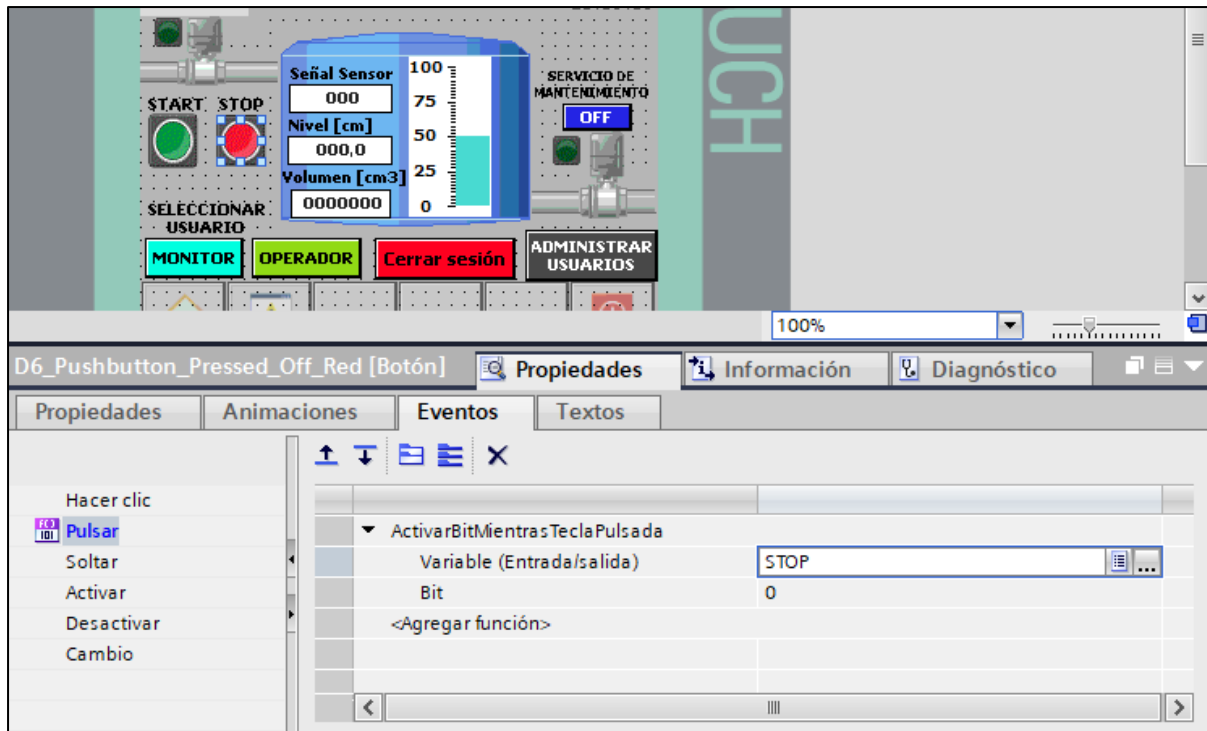 UCH
Señal Sensor
000
Nivel [cm]
000,0
Volumen [cm3]
0000000
100
75
50
25
0
START STOP
SERVICIO DE
MANTENIMIENTO
OFF
SELECCIONAR
USUARIO
MONITOR
OPERADOR
Cerrar sesión
ADMINISTRAR
USUARIOS
100%
D6_Pushbutton_Pressed_Off_Red [Botón]
Propiedades
Información
Diagnóstico
Propiedades
Animaciones
Eventos
Textos
Hacer clic
Pulsar
Soltar
Activar
Desactivar
Cambio
ActivarBitMientrasTeclaPulsada
Variable (Entrada/salida) STOP
Bit 0
<Agregar función>